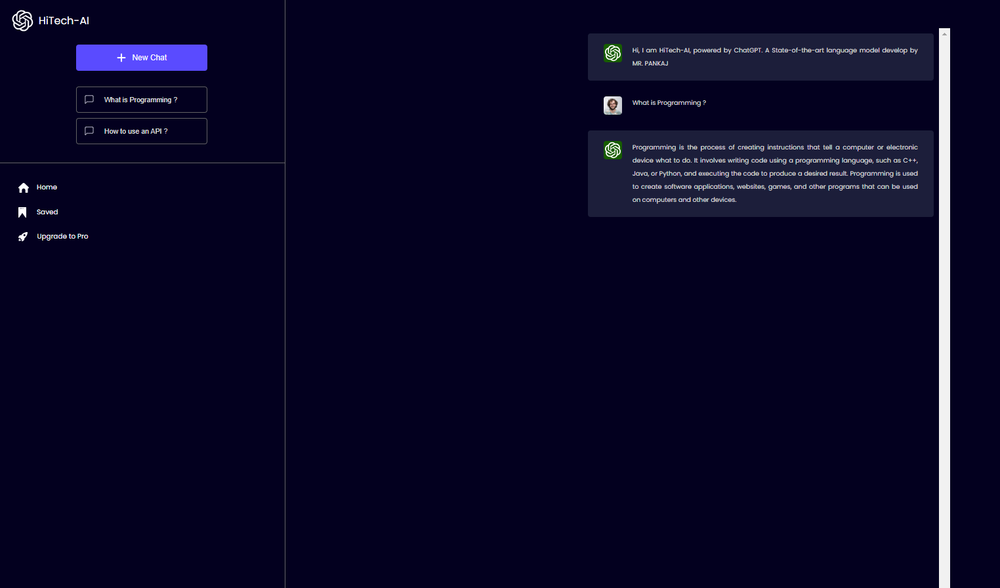 HiTech-AI
New Chat
What is Programming ?
How to use an API ?
Home
Saved
Upgrade to Pro
Hi, I am HiTech-AI, powered by ChatGPT. A State-of-the-art language model develop by
MR. PANKAJ
What is Programming ?
Programming is the process of creating instructions that tell a computer or electronic
device what to do. It involves writing code using a programming language, such as C++,
Java, or Python, and executing the code to produce a desired result. Programming is used
to create software applications, websites, games, and other programs that can be used
on computers and other devices.